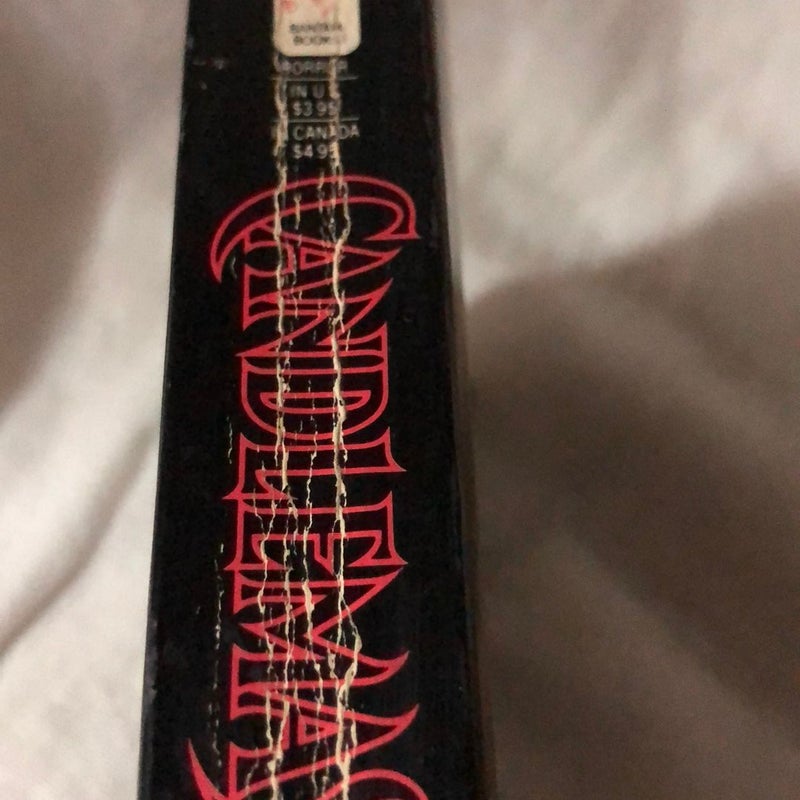 BANTAM
BOOKS
HORROR
IN U.S.
$3.95
IN CANADA
$4.95
CANDLEMAS